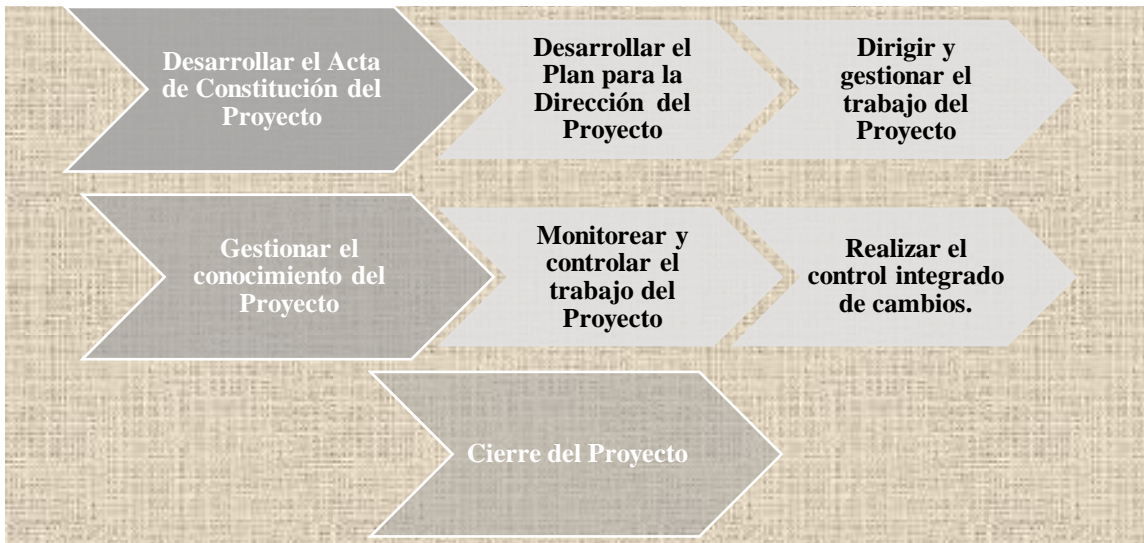 Desarrollar el Acta
de Constitución del
Proyecto
Desarrollar el
Plan para la
Dirección del
Proyecto
Dirigir y
gestionar el
trabajo del
Proyecto
Gestionar el
conocimiento del
Proyecto
Monitorear y
controlar el
trabajo del
Proyecto
Realizar el
control integrado
de cambios.
Cierre del Proyecto